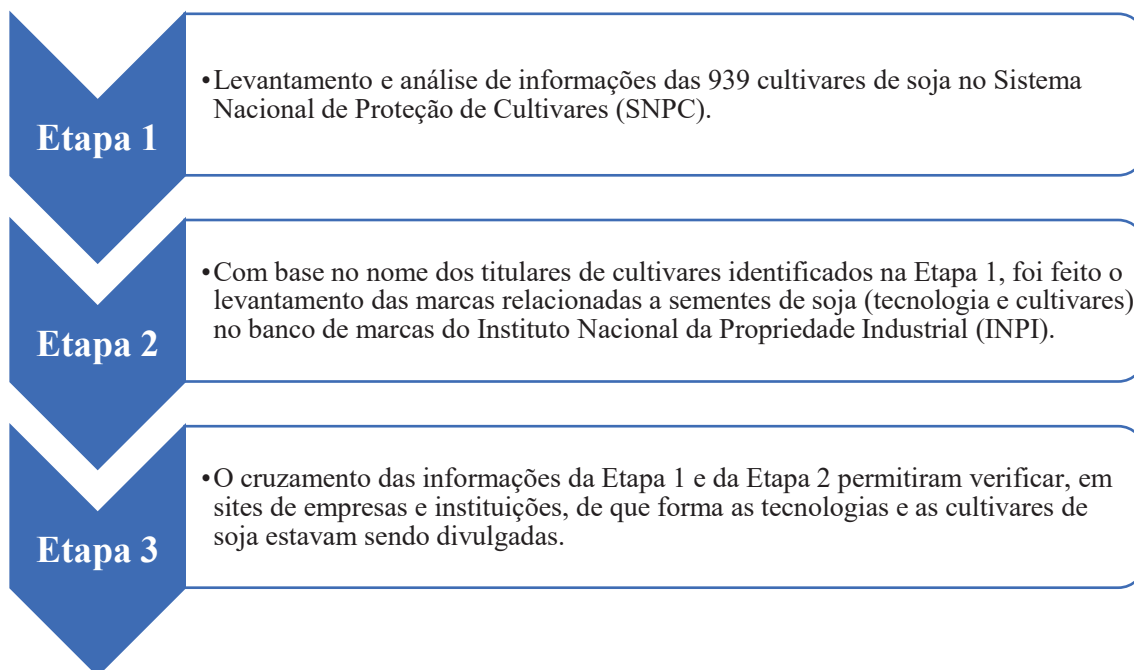 Etapa 1
•Levantamento e análise de informações das 939 cultivares de soja no Sistema
Nacional de Proteção de Cultivares (SNPC).
Etapa 2
•Com base no nome dos titulares de cultivares identificados na Etapa 1, foi feito o
levantamento das marcas relacionadas a sementes de soja (tecnologia e cultivares)
no banco de marcas do Instituto Nacional da Propriedade Industrial (INPI).
Etapa 3
•O cruzamento das informações da Etapa 1 e da Etapa 2 permitiram verificar, em
sites de empresas e instituições, de que forma as tecnologias e as cultivares de
soja estavam sendo divulgadas.